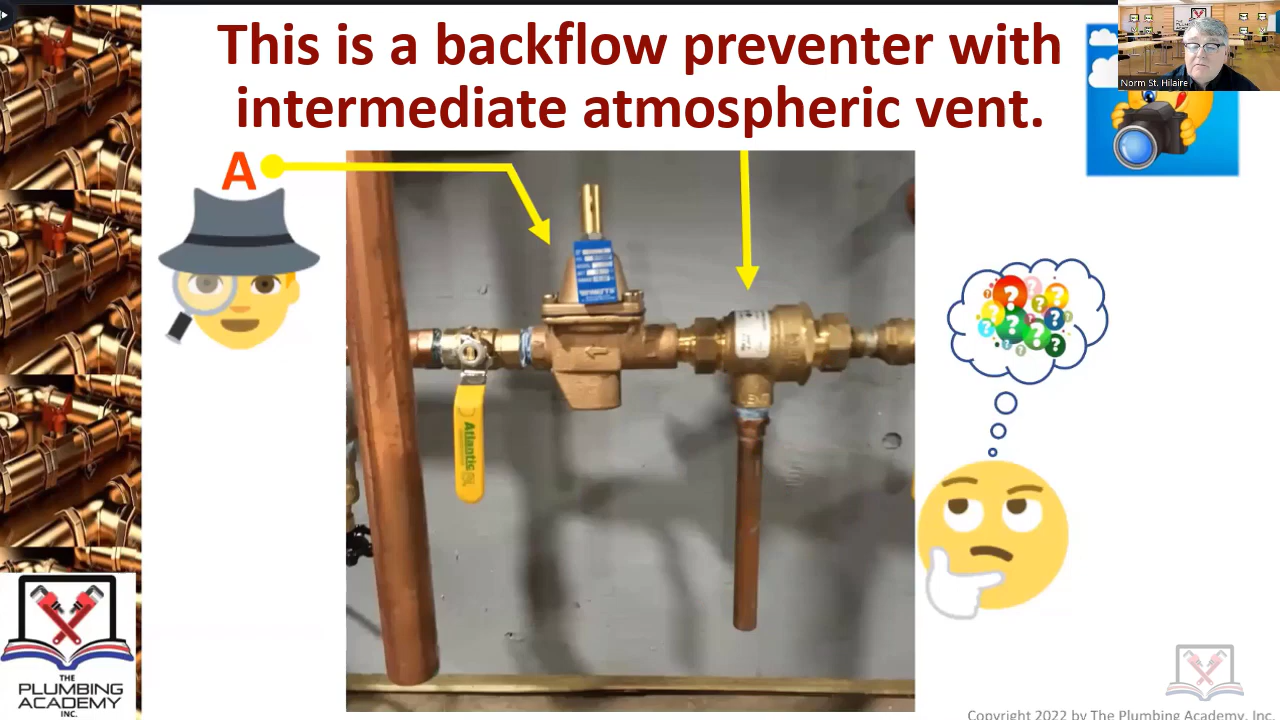 This is a backflow preventer with
intermediate atmospheric vent.
Norm St. Hilaire
A
Atlantic
VENT
THE
PLUMBING
ACADEMY
INC.
Copyright 2022 by The Plumbing Academy, Inc.